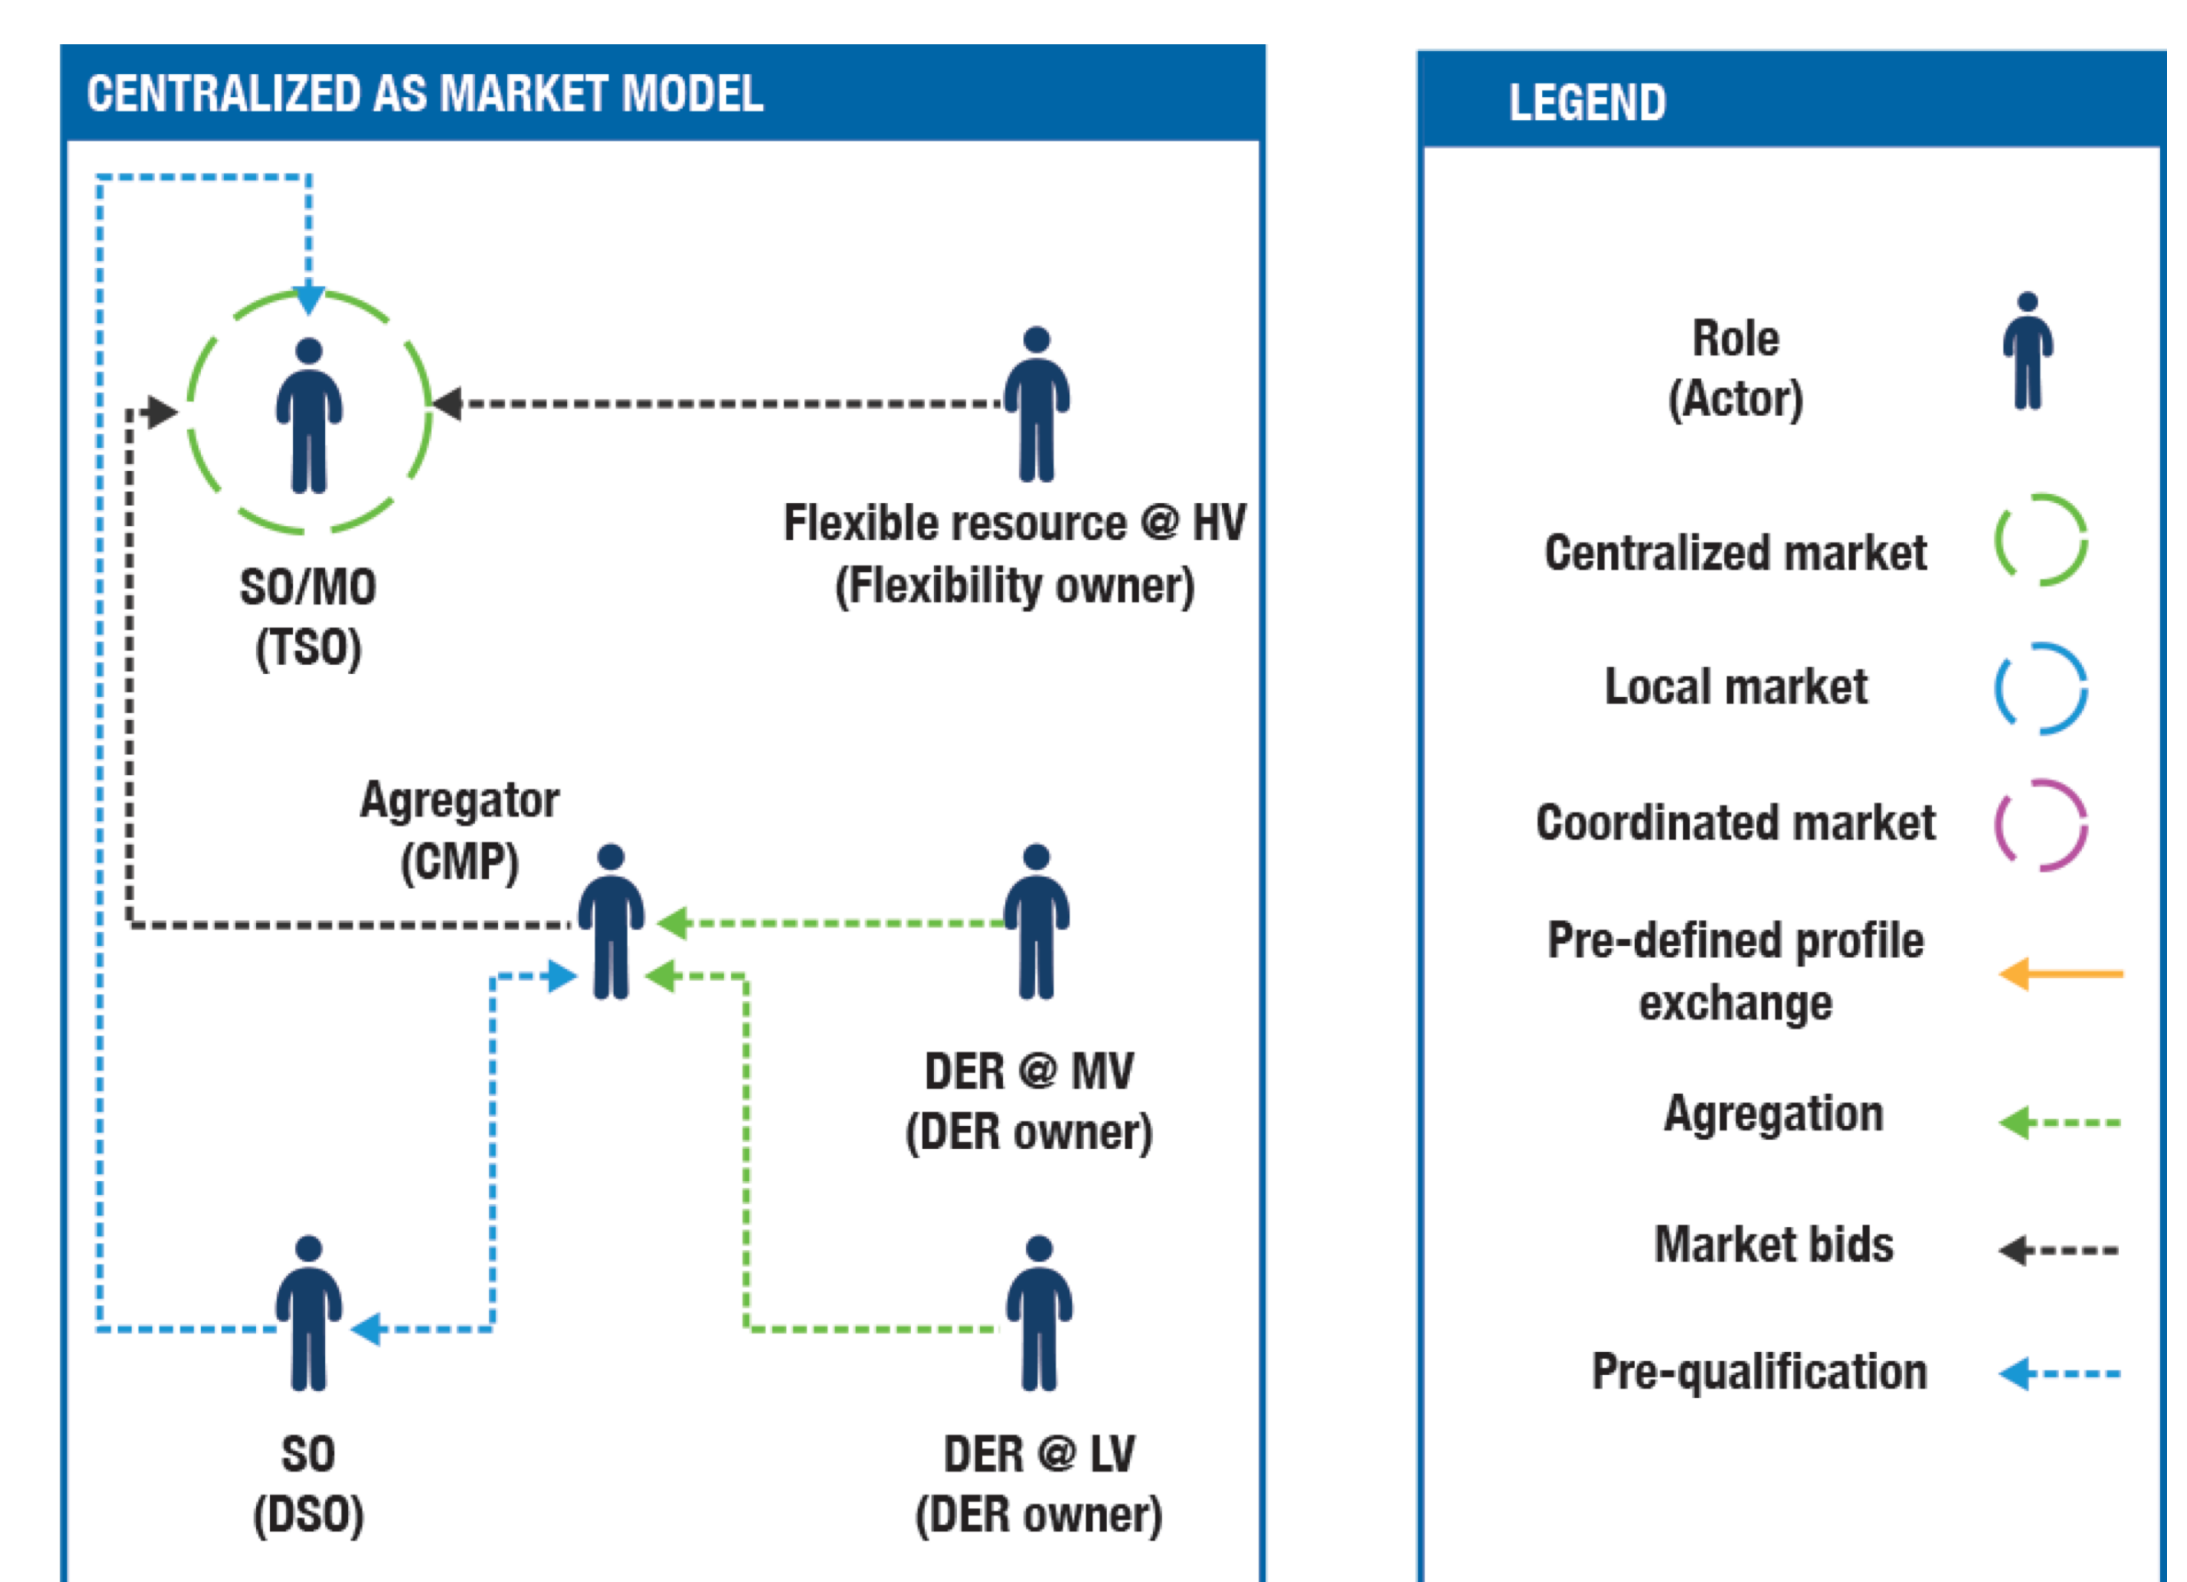 CENTRALIZED AS MARKET MODEL
SO/MO
(TSO)
Flexible resource @ HV
(Flexibility owner)
Agregator
(CMP)
DER @ MV
(DER owner)
SO
(DSO)
DER @ LV
(DER owner)
LEGEND
Role
(Actor)
Centralized market
Local market
Coordinated market
Pre-defined profile
exchange
Agregation
Market bids
Pre-qualification